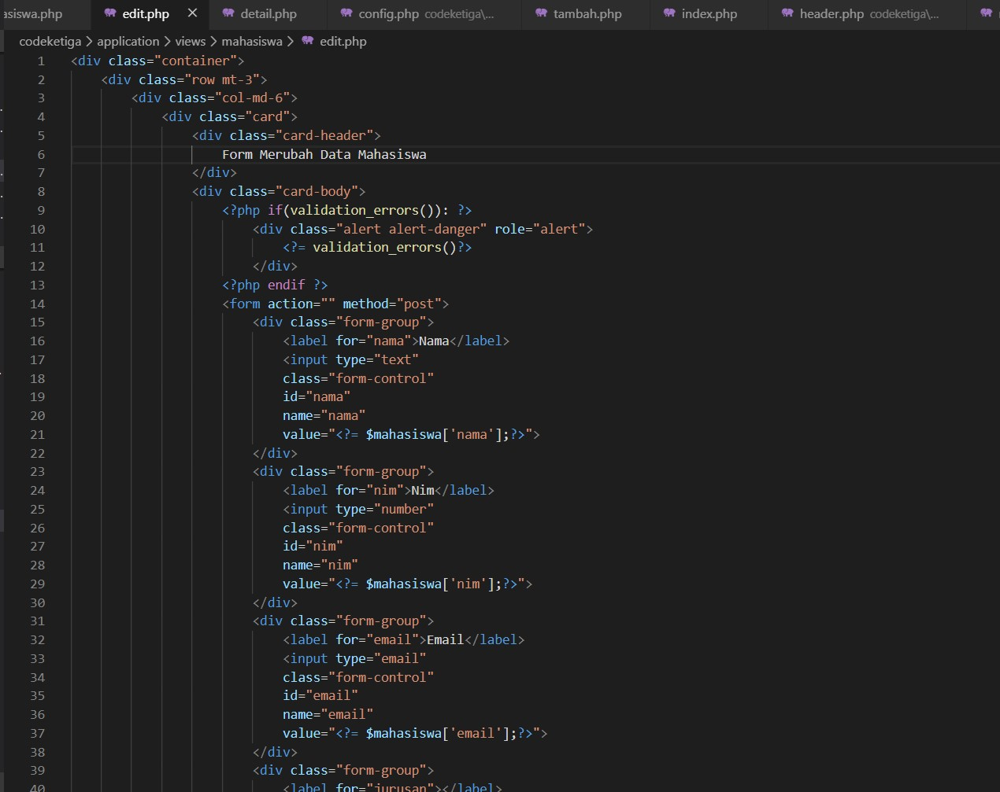 asiswa.php edit.php × detail.php config.php codeketiga\... tambah.php index.php header.php codeketiga\...
codeketiga > application > views > mahasiswa > edit.php
1 <div class="container">
2 <div class="row mt-3">
3 <div class="col-md-6">
4 <div class="card">
5 <div class="card-header">
6 Form Merubah Data Mahasiswa
7 </div>
8 <div class="card-body">
9 <?php if(validation_errors()): ?>
10 <div class="alert alert-danger" role="alert">
11 <?= validation_errors()?>
12 </div>
13 <?php endif ?>
14 <form action="" method="post">
15 <div class="form-group">
16 <label for="nama">Nama</label>
17 <input type="text"
18 class="form-control"
19 id="nama"
20 name="nama"
21 value="<?= $mahasiswa['nama'];?>">
22 </div>
23 <div class="form-group">
24 <label for="nim">Nim</label>
25 <input type="number"
26 class="form-control"
27 id="nim"
28 name="nim"
29 value="<?= $mahasiswa['nim'];?>">
30 </div>
31 <div class="form-group">
32 <label for="email">Email</label>
33 <input type="email"
34 class="form-control"
35 id="email"
36 name="email"
37 value="<?= $mahasiswa['email'];?>">
38 </div>
39 <div class="form-group">
40 <label for="jurusan"></label>